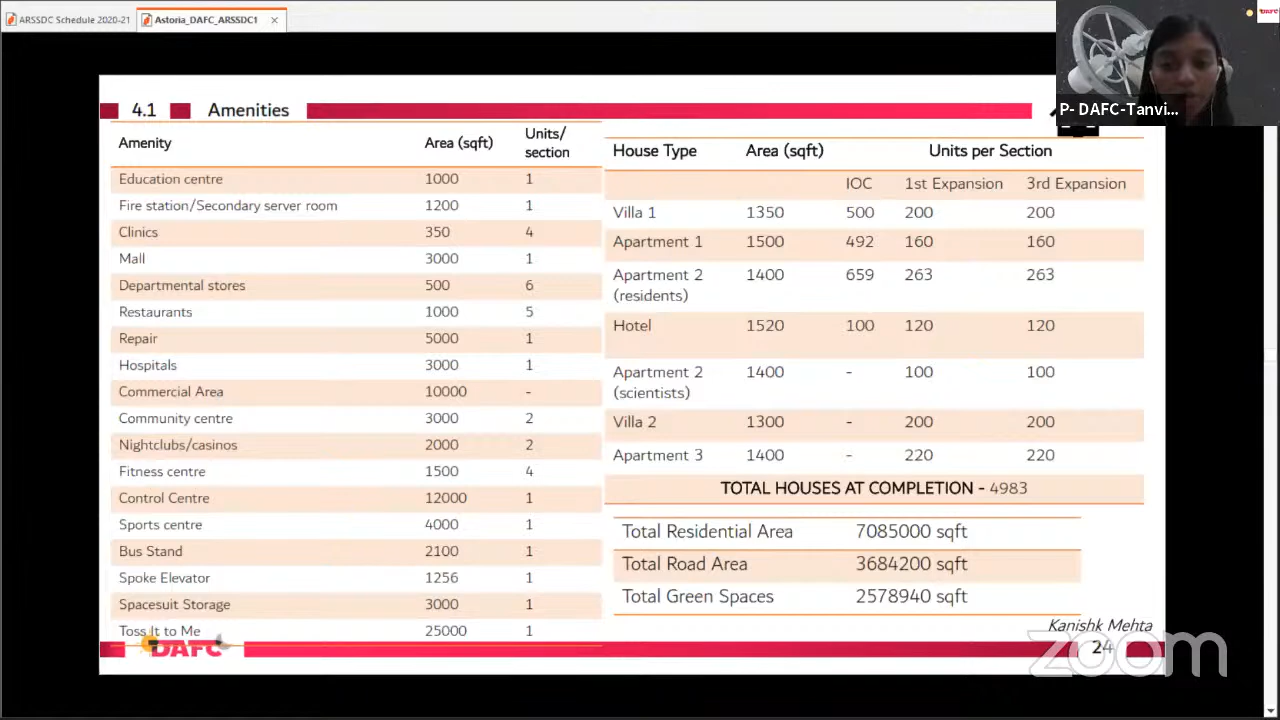 ARSSDC Schedule 2020-21
Astoria_DAFC_ARSSDC1
P- DAFC-Tanvi...
4.1 Amenities
Amenity Area (sqft) Units/ section
Education centre 1000 1
Fire station/Secondary server room 1200 1
Clinics 350 4
Mall 3000 1
Departmental stores 500 6
Restaurants 1000 5
Repair 5000 1
Hospitals 3000 1
Commercial Area 10000 -
Community centre 3000 2
Nightclubs/casinos 2000 2
Fitness centre 1500 4
Control Centre 12000 1
Sports centre 4000 1
Bus Stand 2100 1
Spoke Elevator 1256 1
Spacesuit Storage 3000 1
Toss It to Me 25000 1
House Type Area (sqft) Units per Section
IOC 1st Expansion 3rd Expansion
Villa 1 1350 500 200 200
Apartment 1 1500 492 160 160
Apartment 2 (residents) 1400 659 263 263
Hotel 1520 100 120 120
Apartment 2 (scientists) 1400 - 100 100
Villa 2 1300 - 200 200
Apartment 3 1400 - 220 220
TOTAL HOUSES AT COMPLETION - 4983
Total Residential Area 7085000 sqft
Total Road Area 3684200 sqft
Total Green Spaces 2578940 sqft
Kanishk Mehta
DAFC
24
zoom